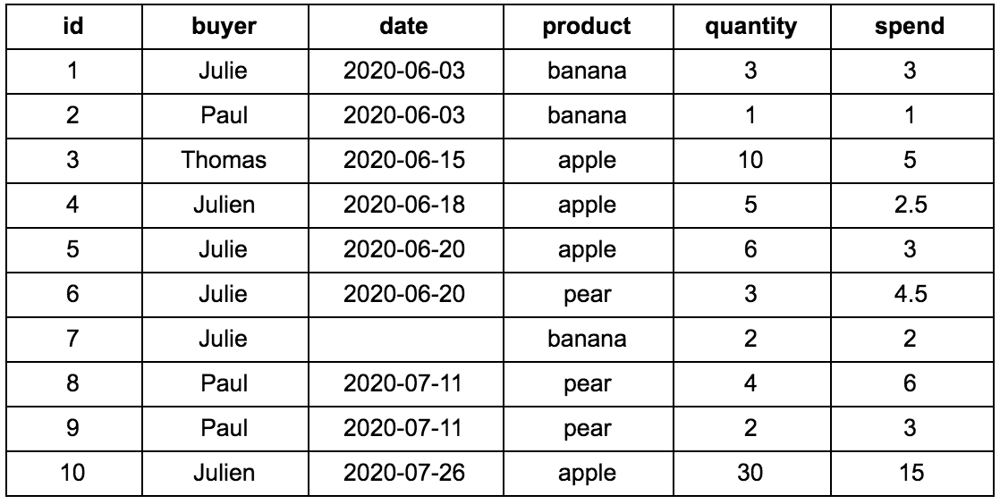 id buyer date product quantity spend
1 Julie 2020-06-03 banana 3 3
2 Paul 2020-06-03 banana 1 1
3 Thomas 2020-06-15 apple 10 5
4 Julien 2020-06-18 apple 5 2.5
5 Julie 2020-06-20 apple 6 3
6 Julie 2020-06-20 pear 3 4.5
7 Julie banana 2 2
8 Paul 2020-07-11 pear 4 6
9 Paul 2020-07-11 pear 2 3
10 Julien 2020-07-26 apple 30 15